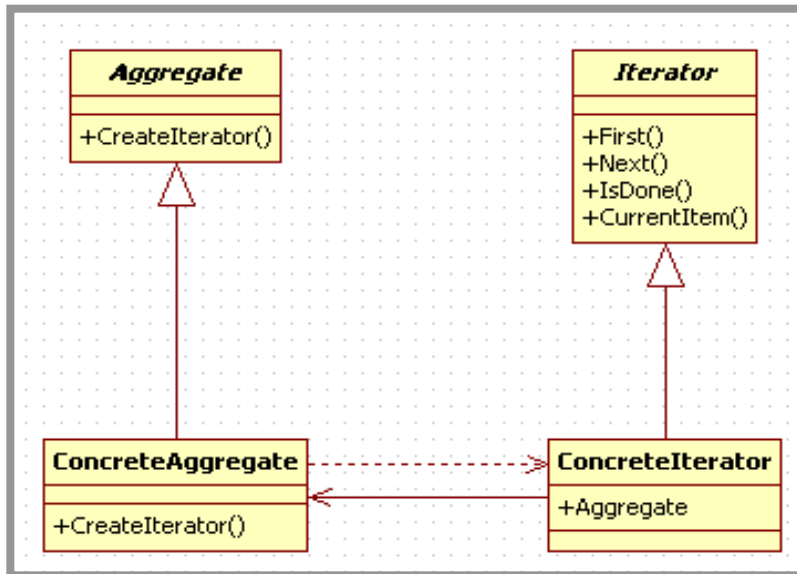 Aggregate
+CreateIterator()
Iterator
+First()
+Next()
+IsDone()
+CurrentItem()
ConcreteAggregate
+CreateIterator()
ConcreteIterator
+Aggregate